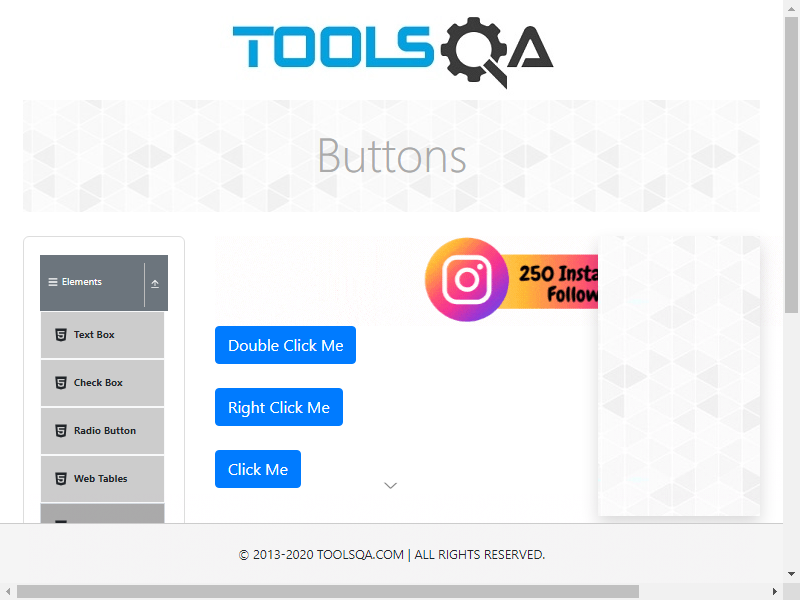 TOOLSQA
Buttons
Elements
Text Box
Check Box
Radio Button
Web Tables
250 Insta
Follow
Double Click Me
Right Click Me
Click Me
© 2013-2020 TOOLSQA.COM | ALL RIGHTS RESERVED.